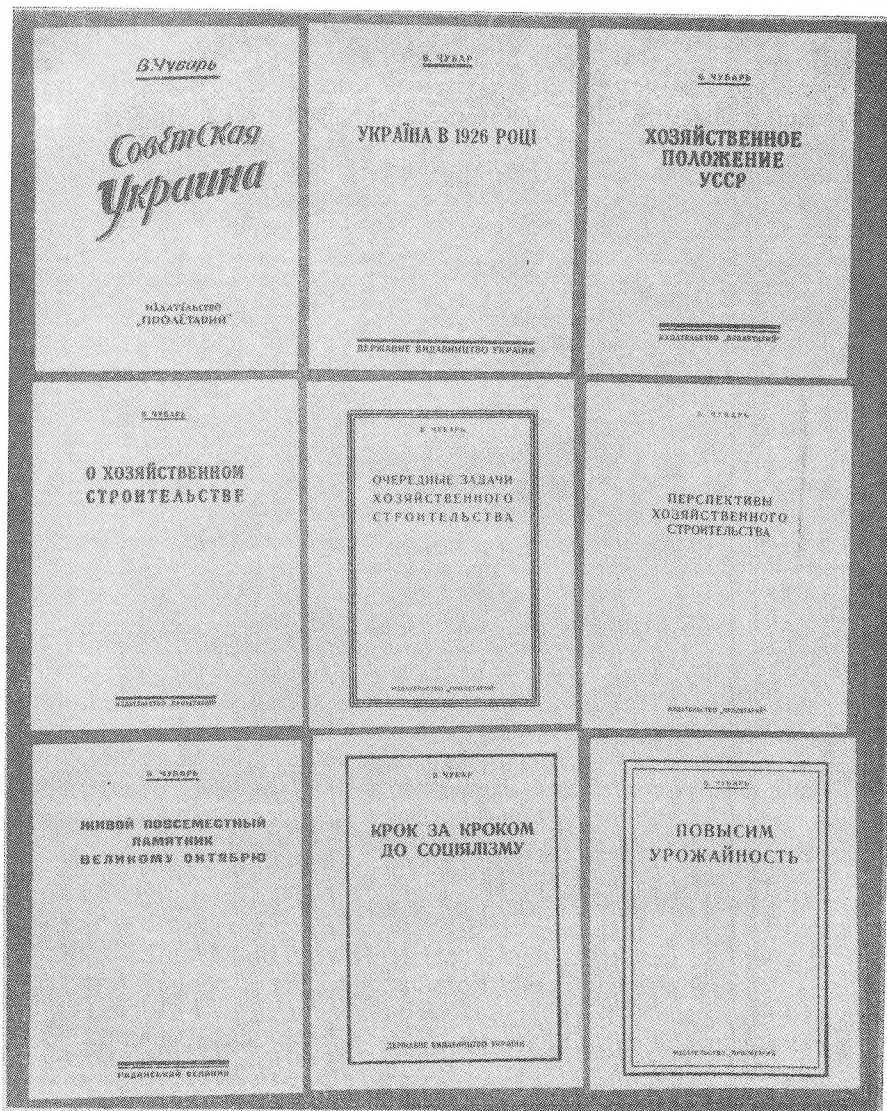 В. Чубарь
Советская
Украина
ИЗДАТЕЛЬСТВО
„ПРОЛЕТАРИЙ"
В. ЧУБАР
УКРАЇНА В 1926 РОЦІ
ДЕРЖАВНЕ ВИДАВНИЦТВО УКРАЇНИ
В. ЧУБАРЬ
ХОЗЯЙСТВЕННОЕ
ПОЛОЖЕНИЕ
УССР
ИЗДАТЕЛЬСТВО „ПРОЛЕТАРИЙ"
В. ЧУБАРЬ
О ХОЗЯЙСТВЕННОМ
СТРОИТЕЛЬСТВЕ
ИЗДАТЕЛЬСТВО „ПРОЛЕТАРИЙ"
В. ЧУБАРЬ
ОЧЕРЕДНЫЕ ЗАДАЧИ
ХОЗЯЙСТВЕННОГО
СТРОИТЕЛЬСТВА
ИЗДАТЕЛЬСТВО „ПРОЛЕТАРИЙ"
В. ЧУБАРЬ
ПЕРСПЕКТИВЫ
ХОЗЯЙСТВЕННОГО
СТРОИТЕЛЬСТВА
ИЗДАТЕЛЬСТВО „ПРОЛЕТАРИЙ"
В. ЧУБАРЬ
ЖИВОЙ ПОВСЕМЕСТНЫЙ
ПАМЯТНИК
ВЕЛИКОМУ ОКТЯБРЮ
РАДЯНСЬКИЙ
В. ЧУБАР
КРОК ЗА КРОКОМ
ДО СОЦІЯЛІЗМУ
ДЕРЖАВНЕ ВИДАВНИЦТВО УКРАЇНИ
В. ЧУБАРЬ
ПОВЫСИМ
УРОЖАЙНОСТЬ
ИЗДАТЕЛЬСТВО „ПРОЛЕТАРИЙ"